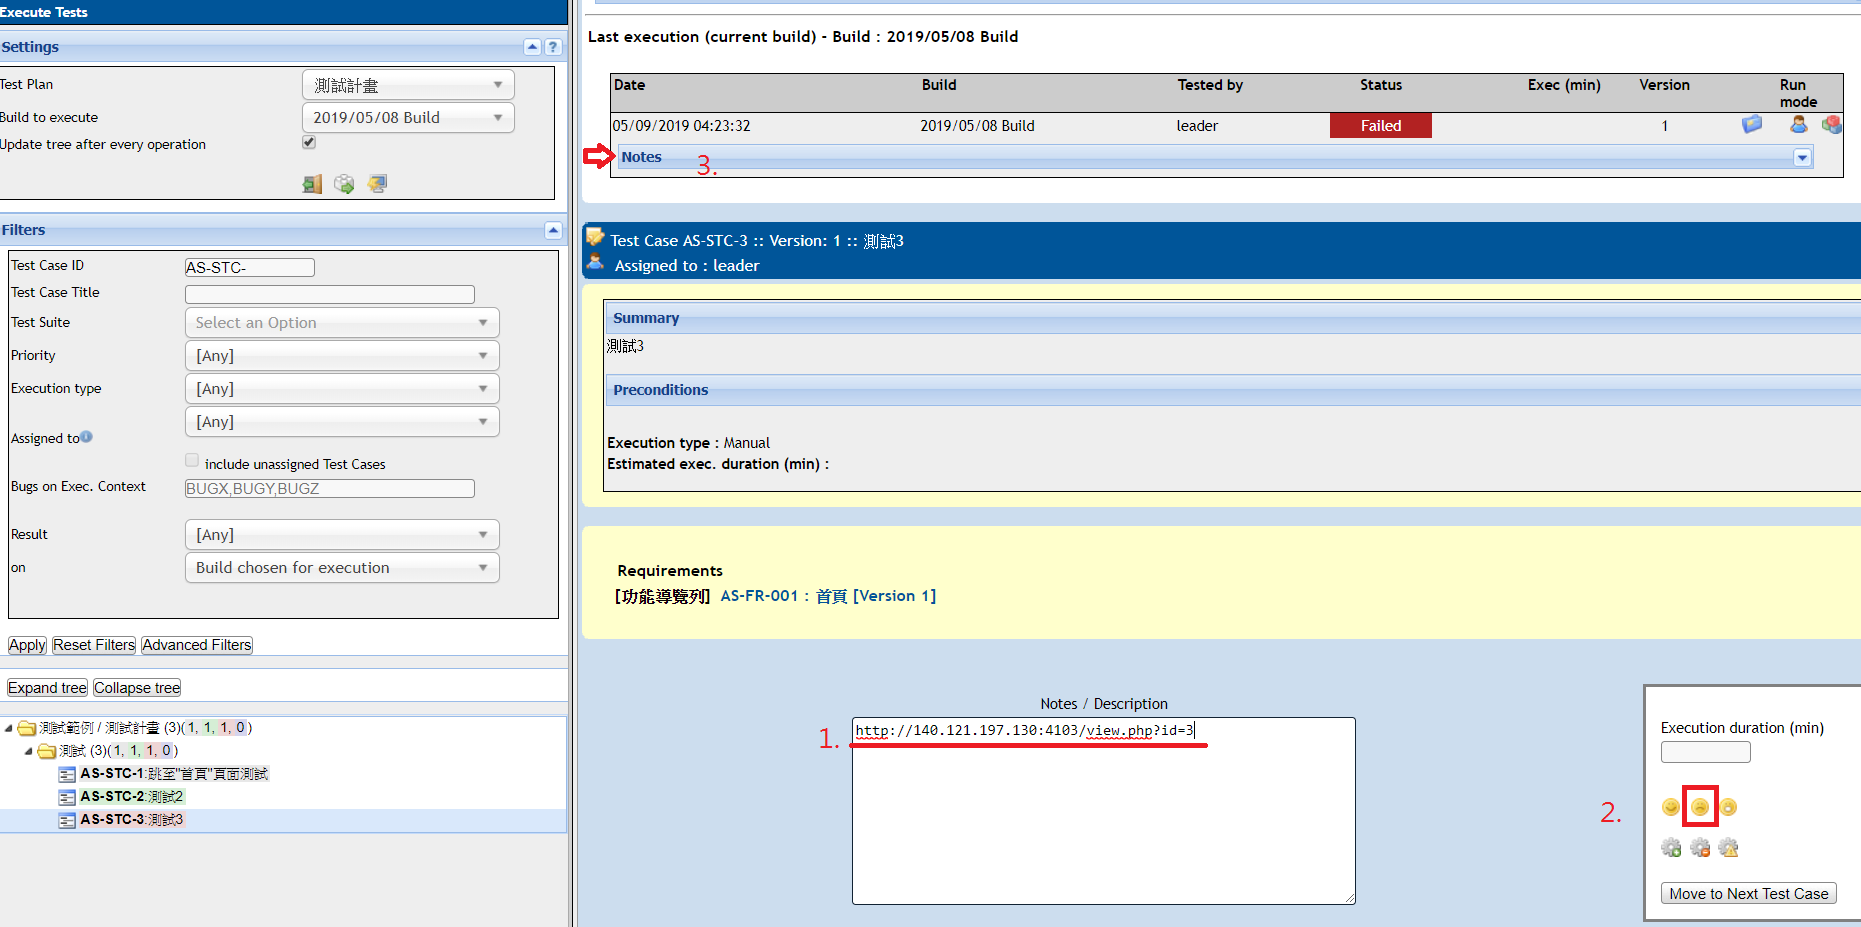 Execute Tests
Settings
Test Plan
測試計畫
Build to execute
2019/05/08 Build
Update tree after every operation
Filters
Test Case ID
AS-STC-
Test Case Title
Test Suite
Select an Option
Priority
[Any]
Execution type
[Any]
[Any]
Assigned to
include unassigned Test Cases
Bugs on Exec. Context
BUGX,BUGY,BUGZ
Result
[Any]
on
Build chosen for execution
Apply Reset Filters Advanced Filters
Expand tree Collapse tree
測試範例 / 測試計畫 (3)(1, 1, 1, 0)
測試 (3)(1, 1, 1, 0)
AS-STC-1:跳至"首頁"頁面測試
AS-STC-2:測試2
AS-STC-3:測試3
Last execution (current build) - Build : 2019/05/08 Build
Date Build Tested by Status Exec (min) Version Run mode
05/09/2019 04:23:32 2019/05/08 Build leader Failed 1
Notes 3.
Test Case AS-STC-3 :: Version: 1 :: 測試3
Assigned to : leader
Summary
測試3
Preconditions
Execution type : Manual
Estimated exec. duration (min) :
Requirements
[功能導覽列] AS-FR-001 : 首頁 [Version 1]
Notes / Description
1. http://140.121.197.130:4103/view.php?id=3
Execution duration (min)
2.
Move to Next Test Case